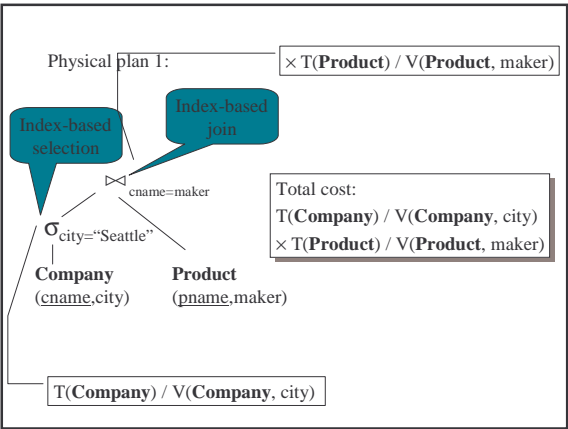 Physical plan 1:
× T(Product) / V(Product, maker)
Index-based
join
Index-based
selection
⋈ cname=maker
Total cost:
T(Company) / V(Company, city)
× T(Product) / V(Product, maker)
σcity=“Seattle”
Company
(cname,city)
Product
(pname,maker)
T(Company) / V(Company, city)